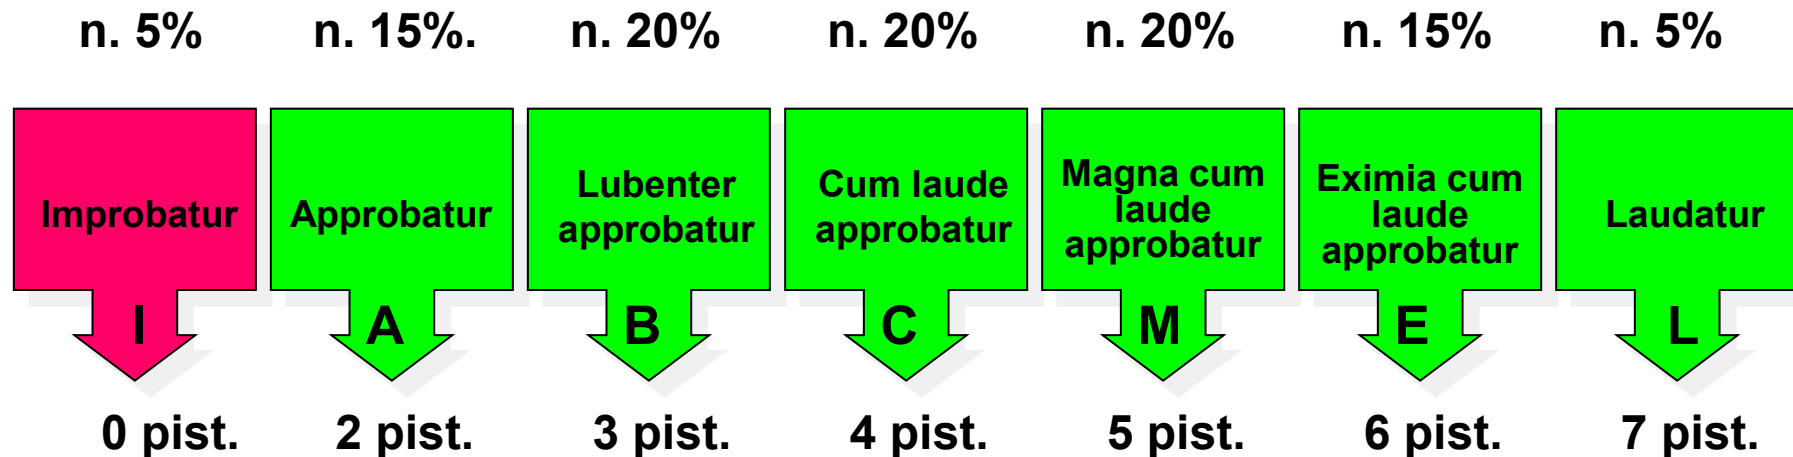 n. 5% n. 15%. n. 20% n. 20% n. 20% n. 15% n. 5%
Improbatur
Approbatur
Lubenter
approbatur
Cum laude
approbatur
Magna cum
laude
approbatur
Eximia cum
laude
approbatur
Laudatur
I A B C M E L
0 pist. 2 pist. 3 pist. 4 pist. 5 pist. 6 pist. 7 pist.